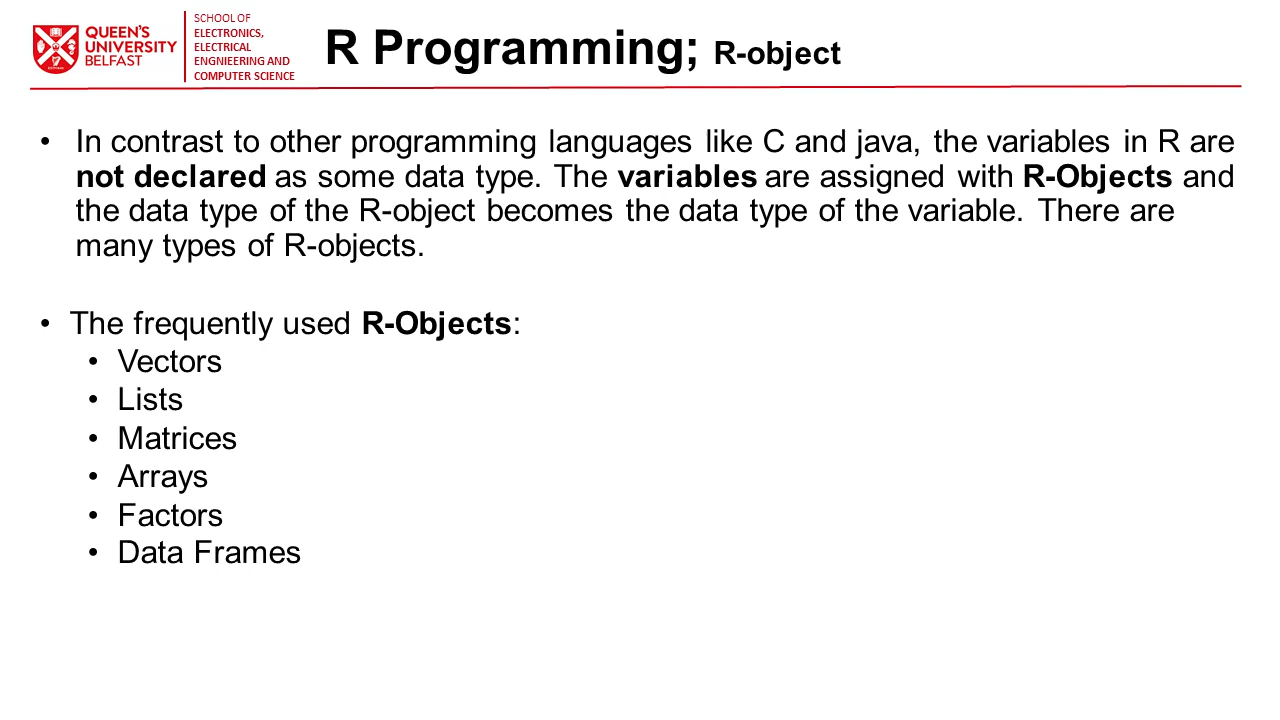 QUEEN'S
UNIVERSITY
BELFAST
SCHOOL OF
ELECTRONICS,
ELECTRICAL
ENGNIEERING AND
COMPUTER SCIENCE
R Programming; R-object
• In contrast to other programming languages like C and java, the variables in R are
not declared as some data type. The variables are assigned with R-Objects and
the data type of the R-object becomes the data type of the variable. There are
many types of R-objects.
• The frequently used R-Objects:
• Vectors
• Lists
• Matrices
• Arrays
• Factors
• Data Frames